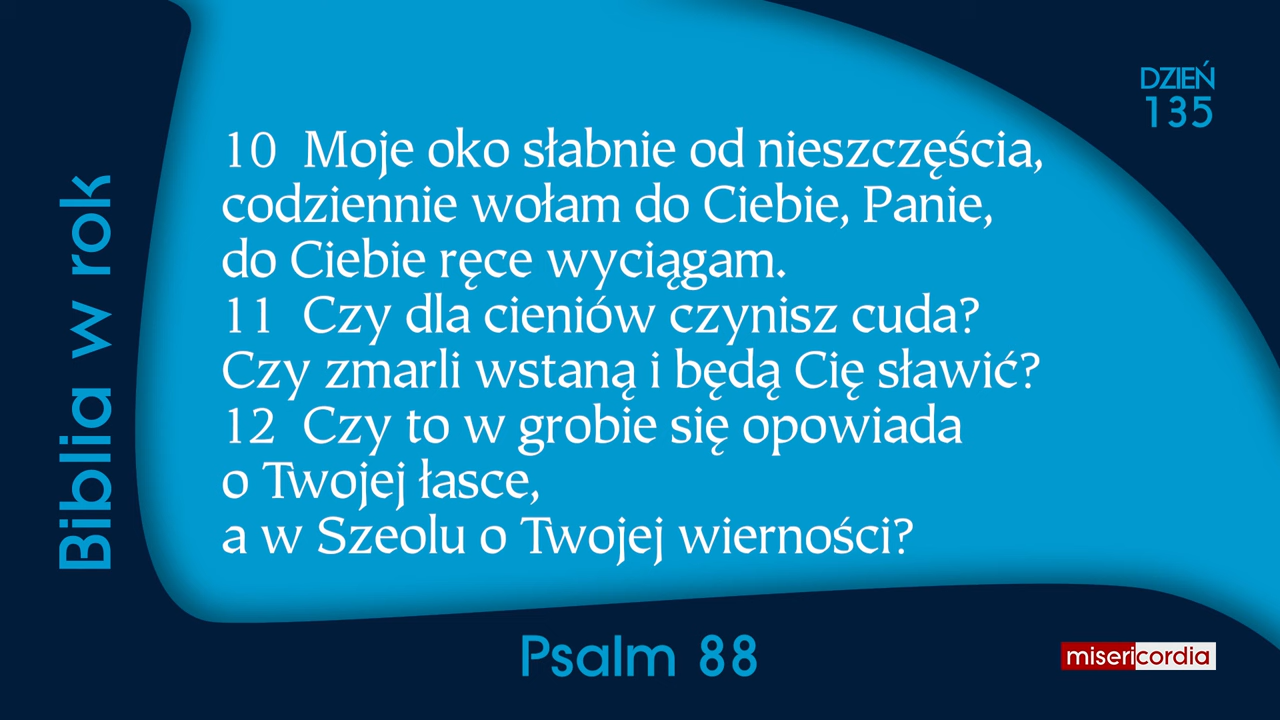 DZIEŃ
135
10 Moje oko słabnie od nieszczęścia,
codziennie wołam do Ciebie, Panie,
do Ciebie ręce wyciągam.
11 Czy dla cieniów czynisz cuda?
Czy zmarli wstaną i będą Cię sławić?
12 Czy to w grobie się opowiada
o Twojej łasce,
a w Szeolu o Twojej wierności?
Biblia w rok
Psalm 88
misericordia